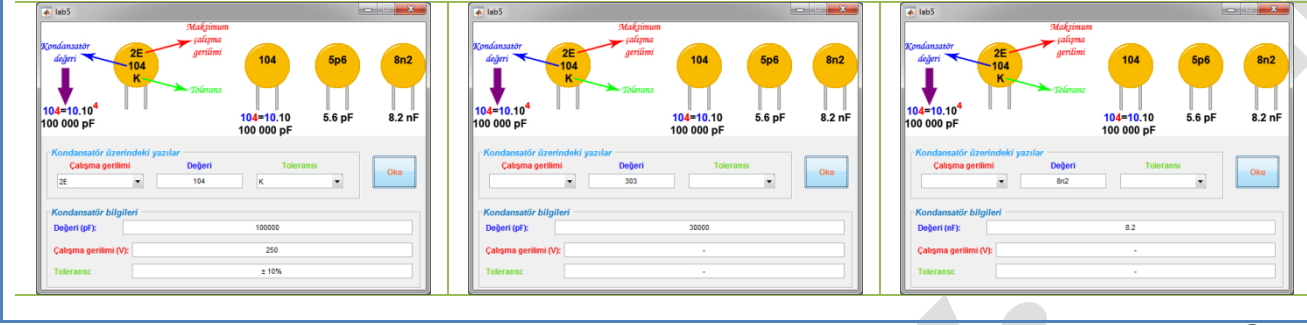 lab5
Maksimum
çalışma
gerilimi
Kondansatör
değeri
2E
104
K
Tolerans
104
5p6
8n2
104=10.10⁴
100 000 pF
104=10.10
100 000 pF
5.6 pF
8.2 nF
Kondansatör üzerindeki yazılar
Çalışma gerilimi
Değeri
Toleransı
2E
104
K
Oku
Kondansatör bilgileri
Değeri (pF):
100000
Çalışma gerilimi (V):
250
Toleransı:
± 10%
lab5
Maksimum
çalışma
gerilimi
Kondansatör
değeri
2E
104
K
Tolerans
104
5p6
8n2
104=10.10⁴
100 000 pF
104=10.10
100 000 pF
5.6 pF
8.2 nF
Kondansatör üzerindeki yazılar
Çalışma gerilimi
Değeri
Toleransı
303
Oku
Kondansatör bilgileri
Değeri (pF):
30000
Çalışma gerilimi (V):
-
Toleransı:
-
lab5
Maksimum
çalışma
gerilimi
Kondansatör
değeri
2E
104
K
Tolerans
104
5p6
8n2
104=10.10⁴
100 000 pF
104=10.10
100 000 pF
5.6 pF
8.2 nF
Kondansatör üzerindeki yazılar
Çalışma gerilimi
Değeri
Toleransı
8n2
Oku
Kondansatör bilgileri
Değeri (nF):
8.2
Çalışma gerilimi (V):
-
Toleransı:
-